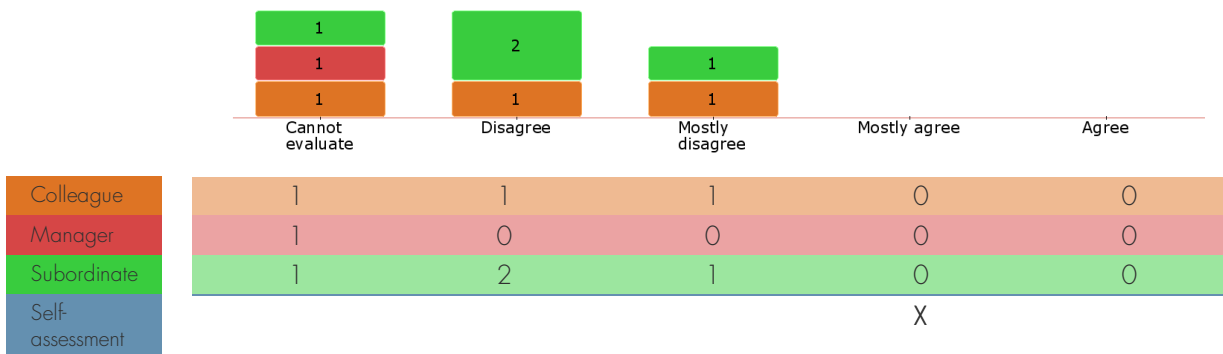 1
2
1
1
1
1
1
Cannot
evaluate
Disagree
Mostly
disagree
Mostly agree
Agree
Colleague 1 1 1 0 0
Manager 1 0 0 0 0
Subordinate 1 2 1 0 0
Self-
assessment
X